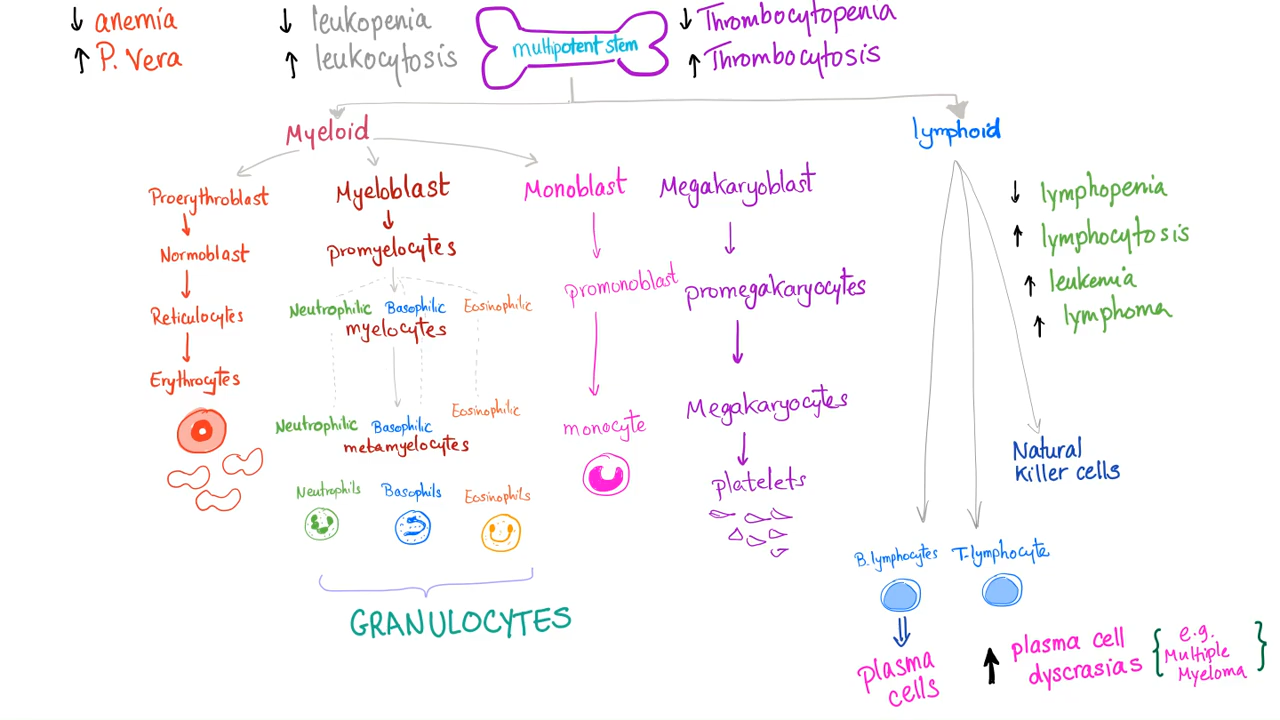 ↓ anemia
↑ P. Vera
↓ leukopenia
↑ leukocytosis
multipotent stem
↓ Thrombocytopenia
↑ Thrombocytosis
Myeloid
lymphoid
Proerythroblast
Normoblast
Reticulocytes
Erythrocytes
Myeloblast
promyelocytes
Neutrophilic Basophilic Eosinophilic
myelocytes
Neutrophilic Basophilic Eosinophilic
metamyelocytes
Neutrophils Basophils Eosinophils
GRANULOCYTES
Monoblast
promonoblast
monocyte
Megakaryoblast
promegakaryocytes
Megakaryocytes
platelets
↓ lymphopenia
↑ lymphocytosis
↑ leukemia
↑ lymphoma
Natural
Killer cells
B.lymphocytes T-lymphocyte
plasma
cells
↑ plasma cell
dyscrasias
{ e.g. }
Multiple
Myeloma